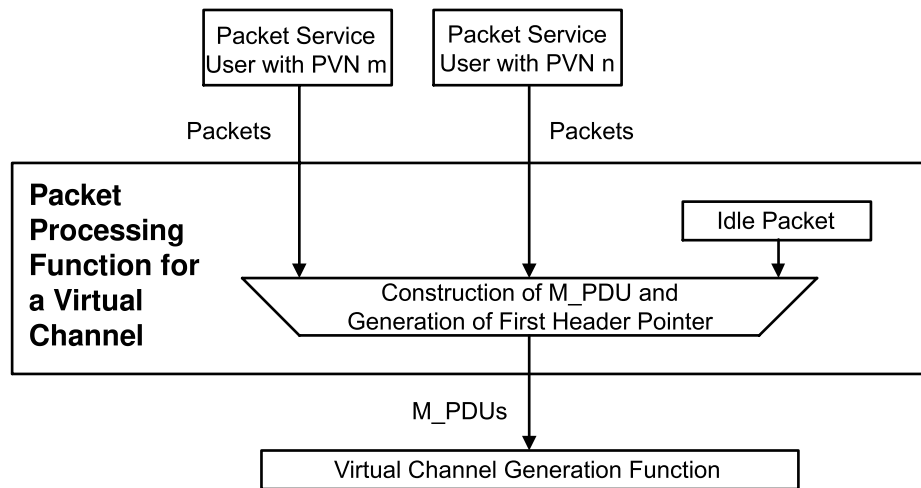 Packet Service
User with PVN m
Packet Service
User with PVN n
Packets
Packets
Packet
Processing
Function for
a Virtual
Channel
Idle Packet
Construction of M_PDU and
Generation of First Header Pointer
M_PDUs
Virtual Channel Generation Function